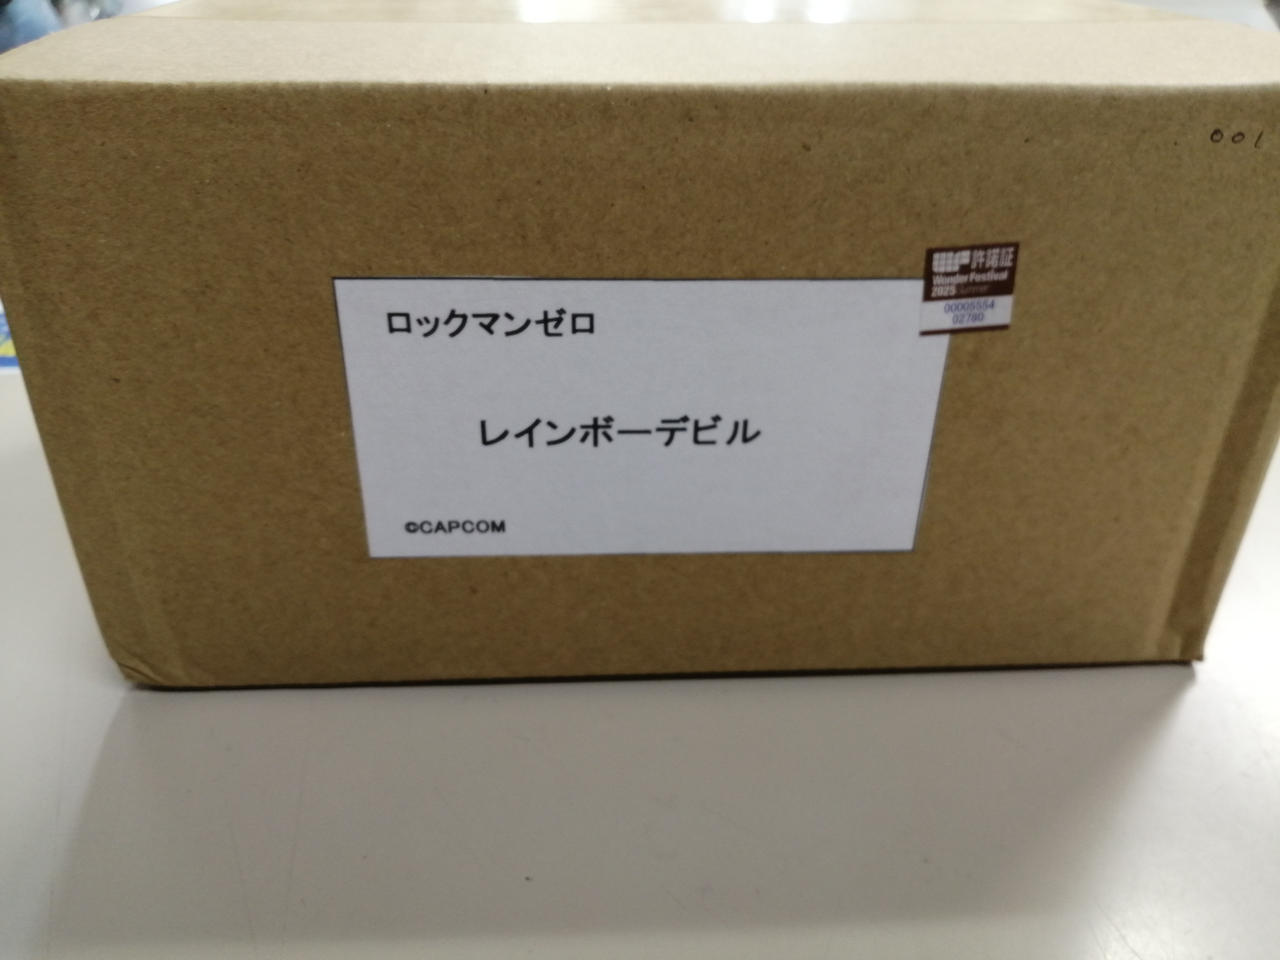 001
許諾証
Wonder Festival
2025 Summer
00005554
02780
ロックマンゼロ
レインボーデビル
©CAPCOM